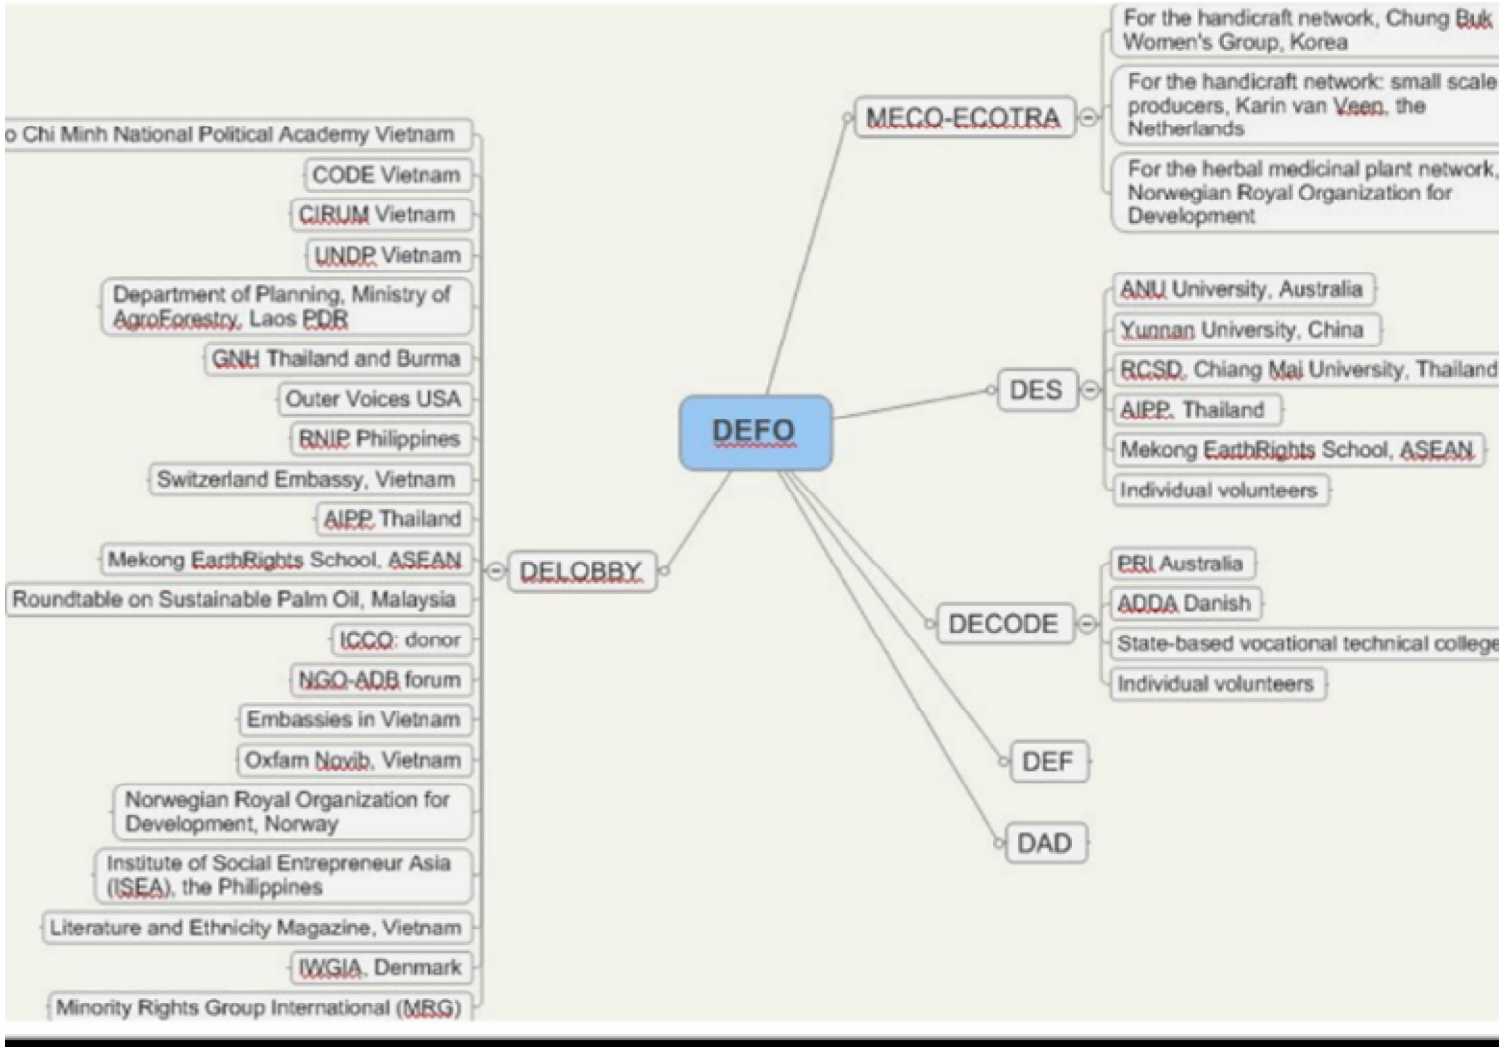 o Chi Minh National Political Academy Vietnam
CODE Vietnam
CIRUM Vietnam
UNDP Vietnam
Department of Planning, Ministry of
AgroForestry, Laos PDR
GNH Thailand and Burma
Outer Voices USA
RNIP Philippines
Switzerland Embassy, Vietnam
AIPP Thailand
Mekong EarthRights School, ASEAN
Roundtable on Sustainable Palm Oil, Malaysia
ICCO: donor
NGO-ADB forum
Embassies in Vietnam
Oxfam Novib, Vietnam
Norwegian Royal Organization for
Development, Norway
Institute of Social Entrepreneur Asia
(ISEA), the Philippines
Literature and Ethnicity Magazine, Vietnam
IWGIA, Denmark
Minority Rights Group International (MRG)
DELOBBY
DEFO
MECO-ECOTRA
For the handicraft network, Chung Buk
Women's Group, Korea
For the handicraft network: small scale
producers, Karin van Veen, the
Netherlands
For the herbal medicinal plant network,
Norwegian Royal Organization for
Development
DES
ANU University, Australia
Yunnan University, China
RCSD, Chiang Mai University, Thailand
AIPP, Thailand
Mekong EarthRights School, ASEAN
Individual volunteers
DECODE
PRI Australia
ADDA Danish
State-based vocational technical college
Individual volunteers
DEF
DAD